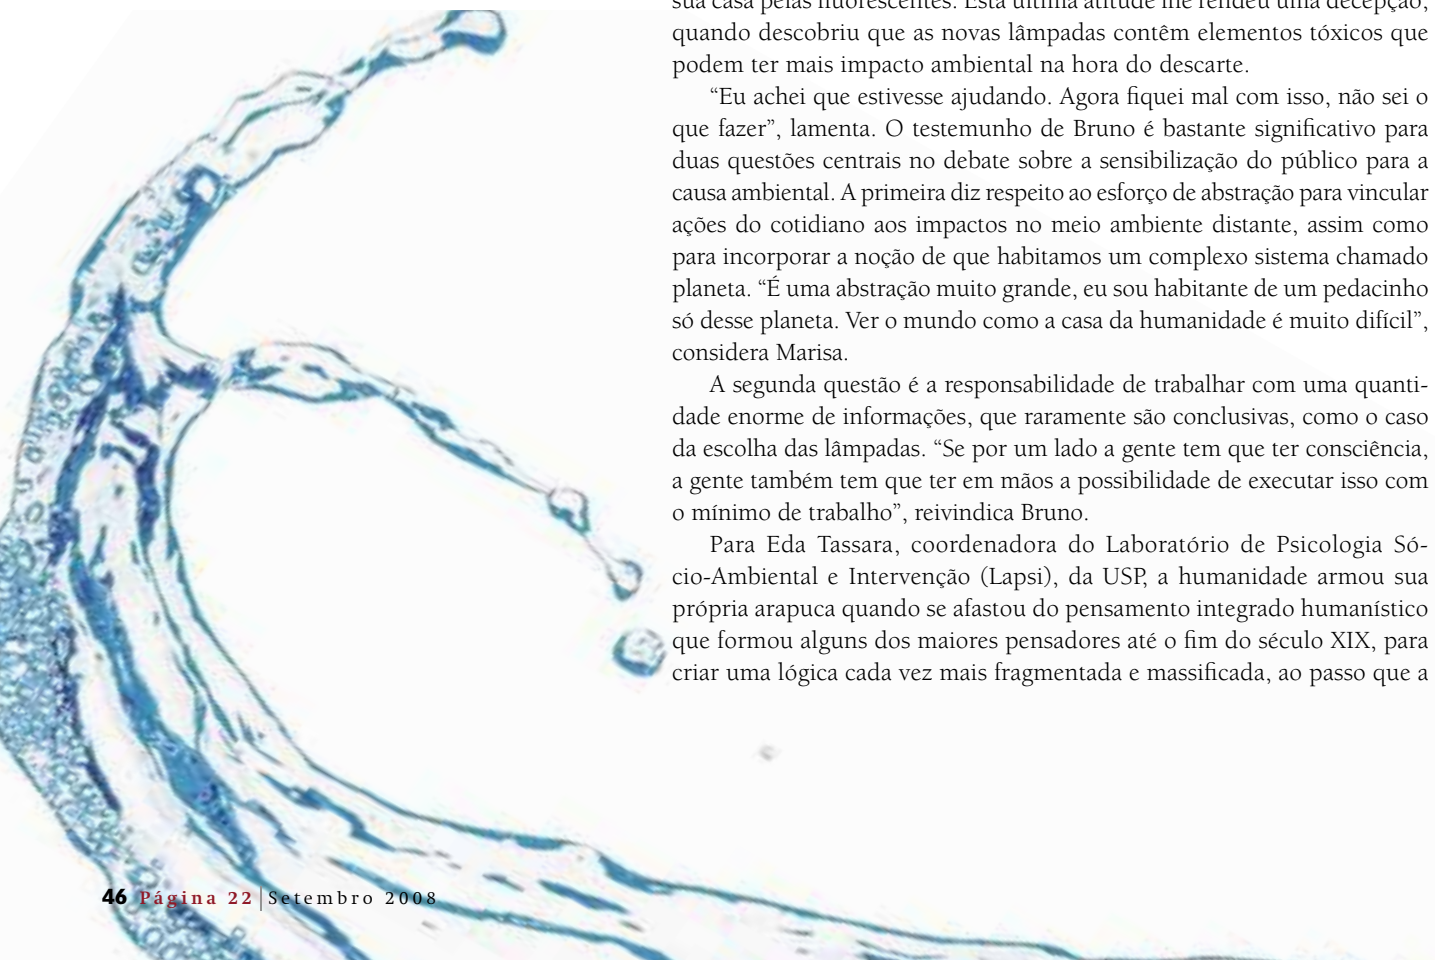 sua casa pelas fluorescentes. Esta última atitude lhe rendeu uma decepção,
quando descobriu que as novas lâmpadas contêm elementos tóxicos que
podem ter mais impacto ambiental na hora do descarte.
“Eu achei que estivesse ajudando. Agora fiquei mal com isso, não sei o
que fazer”, lamenta. O testemunho de Bruno é bastante significativo para
duas questões centrais no debate sobre a sensibilização do público para a
causa ambiental. A primeira diz respeito ao esforço de abstração para vincular
ações do cotidiano aos impactos no meio ambiente distante, assim como
para incorporar a noção de que habitamos um complexo sistema chamado
planeta. “É uma abstração muito grande, eu sou habitante de um pedacinho
só desse planeta. Ver o mundo como a casa da humanidade é muito difícil”,
considera Marisa.
A segunda questão é a responsabilidade de trabalhar com uma quanti-
dade enorme de informações, que raramente são conclusivas, como o caso
da escolha das lâmpadas. “Se por um lado a gente tem que ter consciência,
a gente também tem que ter em mãos a possibilidade de executar isso com
o mínimo de trabalho”, reivindica Bruno.
Para Eda Tassara, coordenadora do Laboratório de Psicologia Só-
cio-Ambiental e Intervenção (Lapsi), da USP, a humanidade armou sua
própria arapuca quando se afastou do pensamento integrado humanístico
que formou alguns dos maiores pensadores até o fim do século XIX, para
criar uma lógica cada vez mais fragmentada e massificada, ao passo que a
46 Página 22 | Setembro 2008